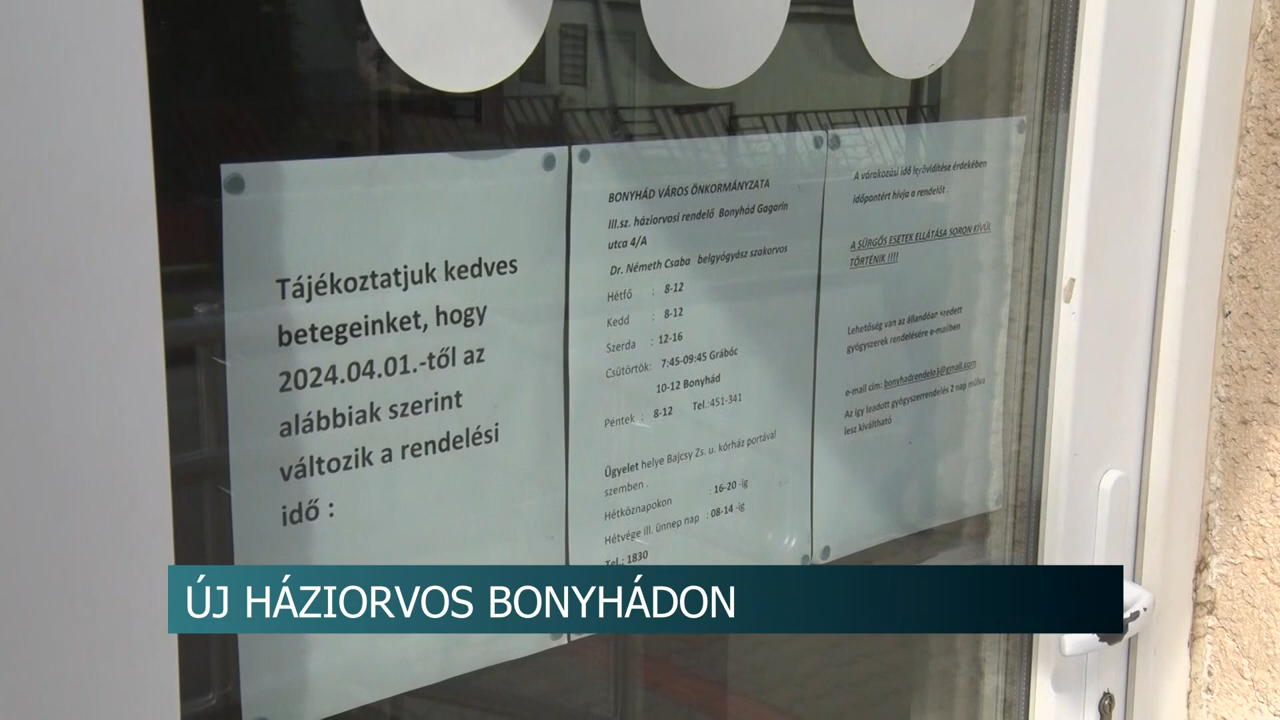 Tájékoztatjuk kedves
betegeinket, hogy
2024.04.01.-től az
alábbiak szerint
változik a rendelési
idő :
BONYHÁD VÁROS ÖNKORMÁNYZATA
III.sz. háziorvosi rendelő Bonyhád Gagarin
utca 4/A
Dr. Németh Csaba belgyógyász szakorvos
Hétfő : 8-12
Kedd : 8-12
Szerda : 12-16
Csütörtök: 7:45-09:45 Grábóc
10-12 Bonyhád
Péntek : 8-12 Tel.:451-341
Ügyelet helye Bajcsy Zs. u. kórház portával
szemben .
Hétköznapokon : 16-20 -ig
Hétvége ill. ünnep nap : 08-14 -ig
Tel.: 1830
A várakozási idő lerövidítése érdekében
időpontért hívja a rendelőt .
A SÜRGŐS ESETEK ELLÁTÁSA SORON KÍVÜL
TÖRTÉNIK !!!!
Lehetőség van az állandóan szedett
gyógyszerek rendelésére e-mailben
e-mail cím: bonyhadrendelo3@gmail.com
Az így leadott gyógyszerrendelés 2 nap múlva
lesz kiváltható
ÚJ HÁZIORVOS BONYHÁDON